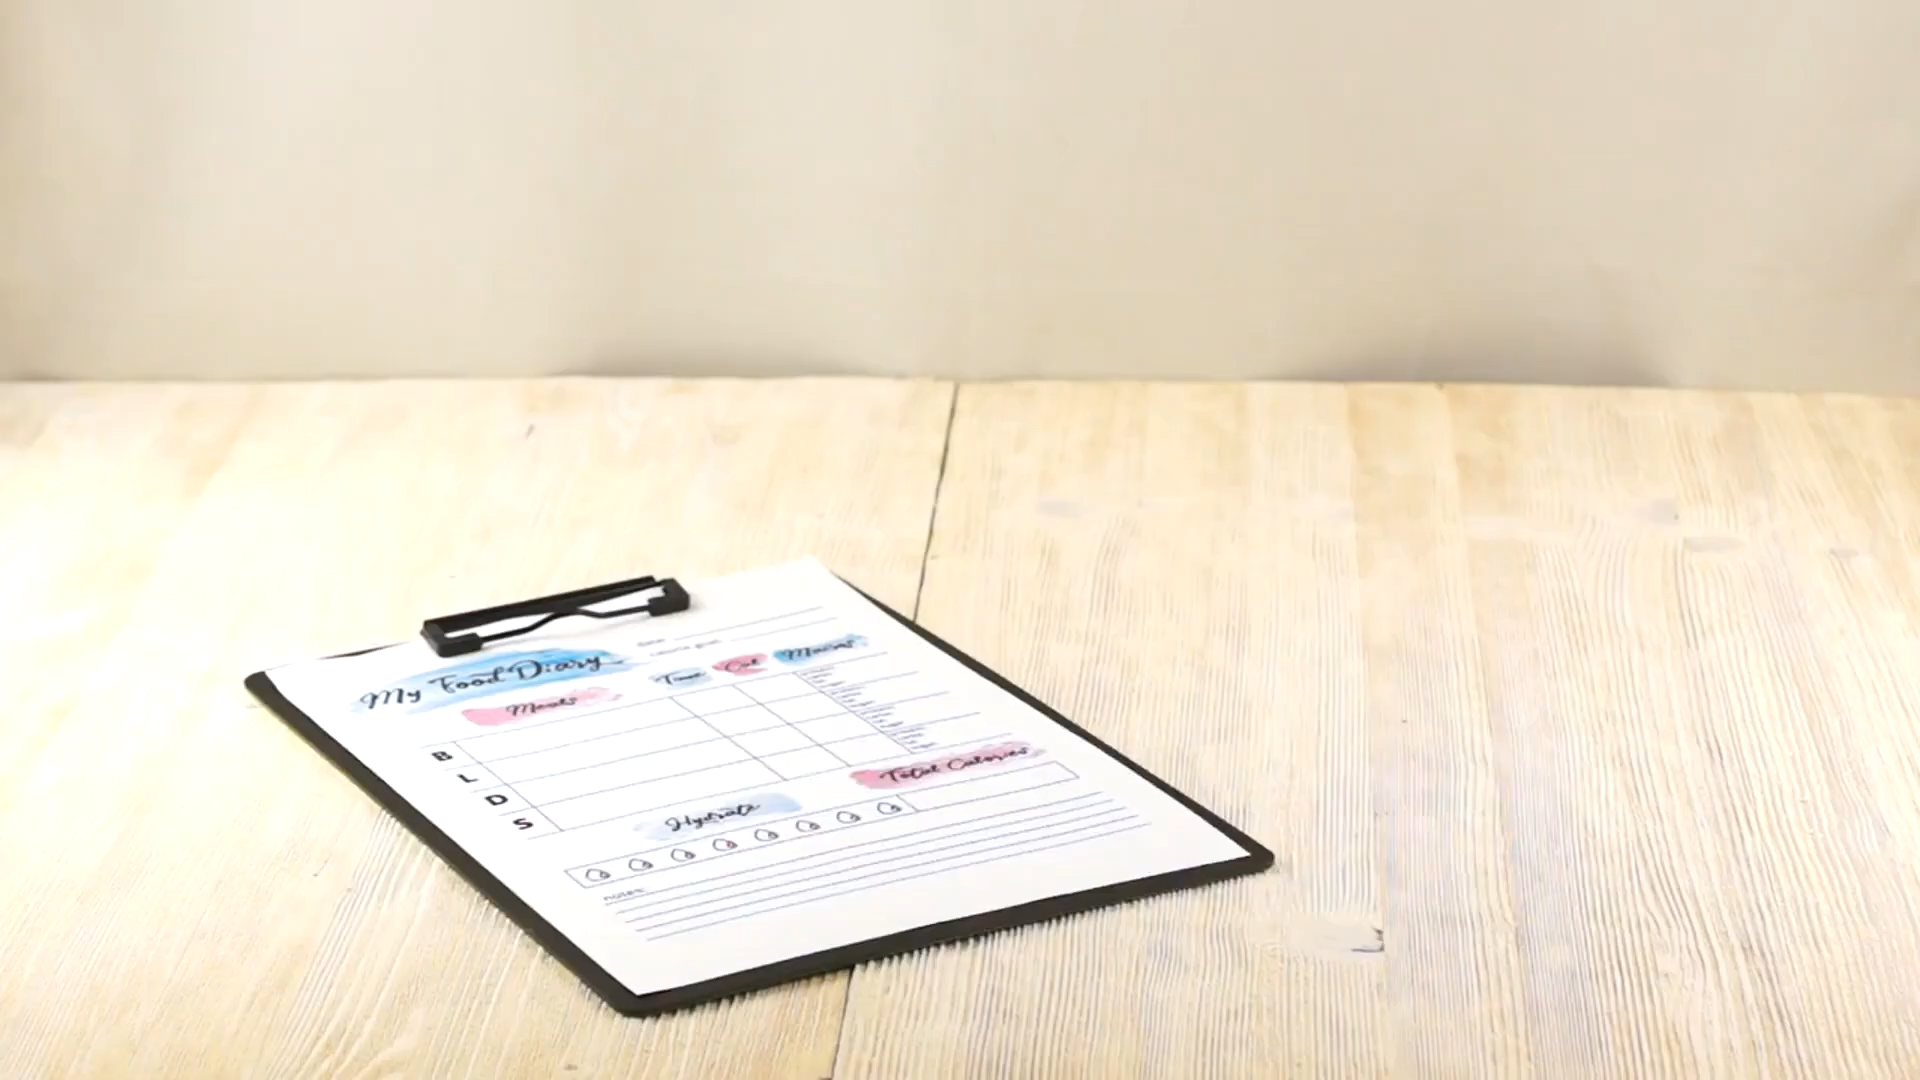 My Food Diary
Meals
Time
Cal
Macros
B
L
D
S
Total Calories
Hydrate
NOTES: